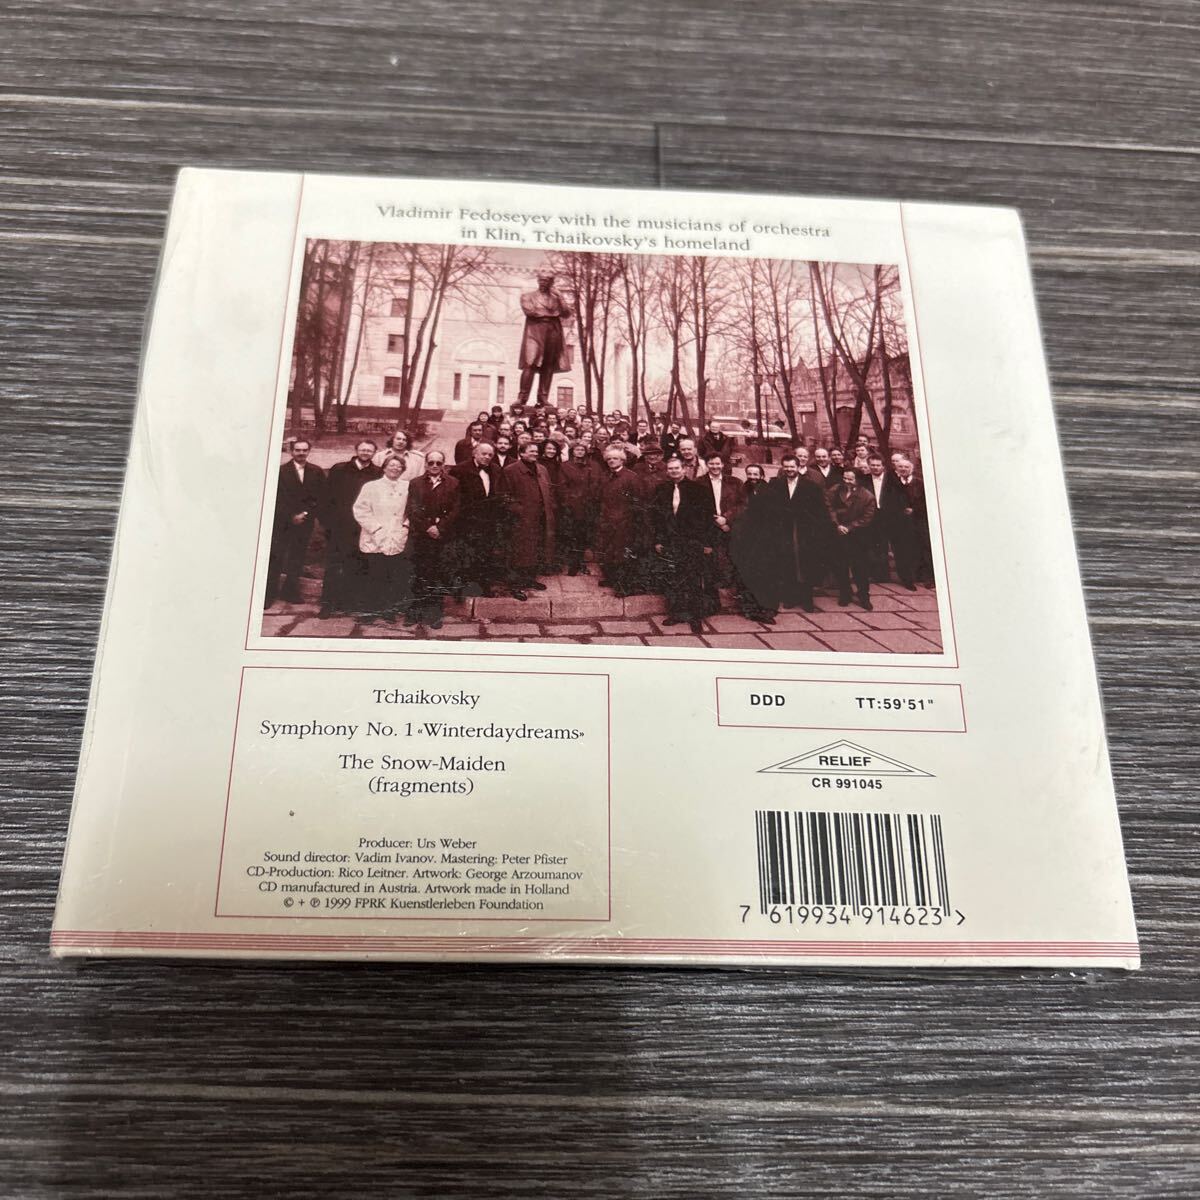 Vladimir Fedoseyev with the musicians of orchestra
in Klin, Tchaikovsky's homeland
Tchaikovsky
Symphony No. 1 «Winterdaydreams»
The Snow-Maiden
(fragments)
Producer: Urs Weber
Sound director: Vadim Ivanov. Mastering: Peter Pfister
CD-Production: Rico Leitner. Artwork: George Arzoumanov
CD manufactured in Austria. Artwork made in Holland
© + ℗ 1999 FPRK Kuenstlerleben Foundation
DDD TT:59'51"
RELIEF
CR 991045
7 619934 914623 >